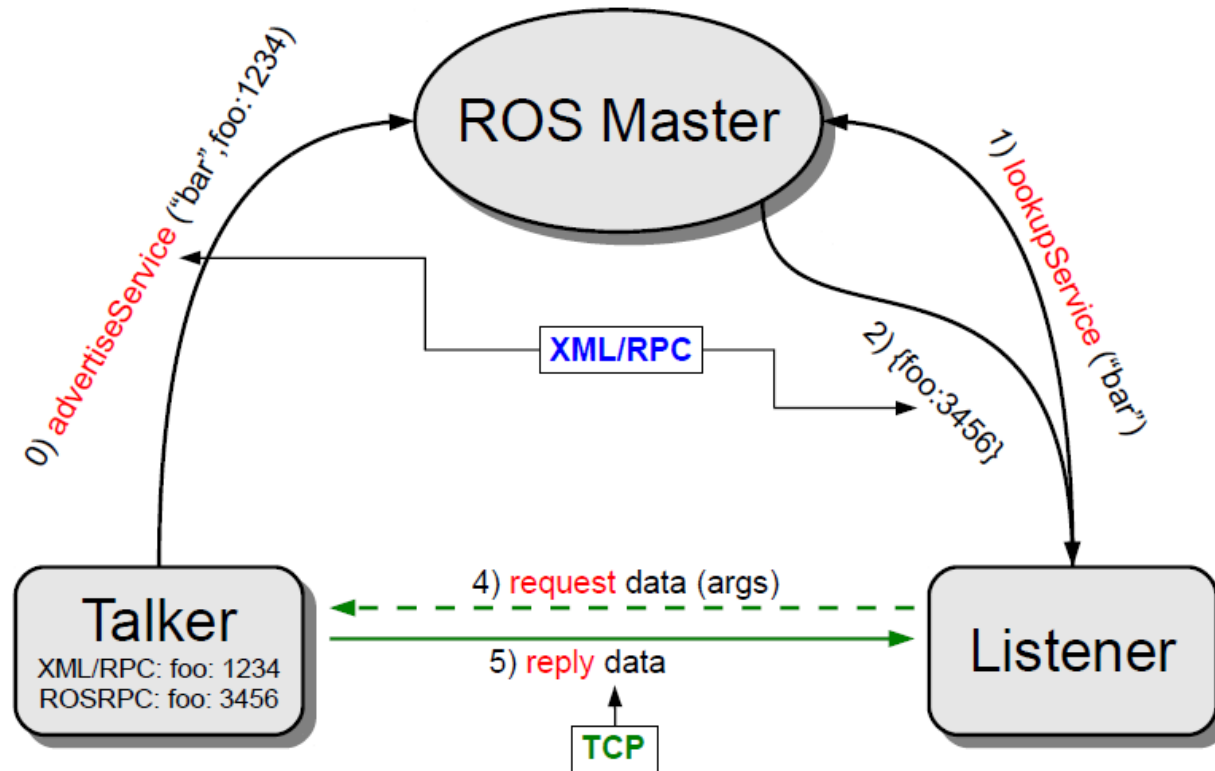 ROS Master
0) advertiseService (“bar”,foo:1234)
1) lookupService (“bar”)
XML/RPC
2) {foo:3456}
4) request data (args)
5) reply data
TCP
Talker
XML/RPC: foo: 1234
ROSRPC: foo: 3456
Listener